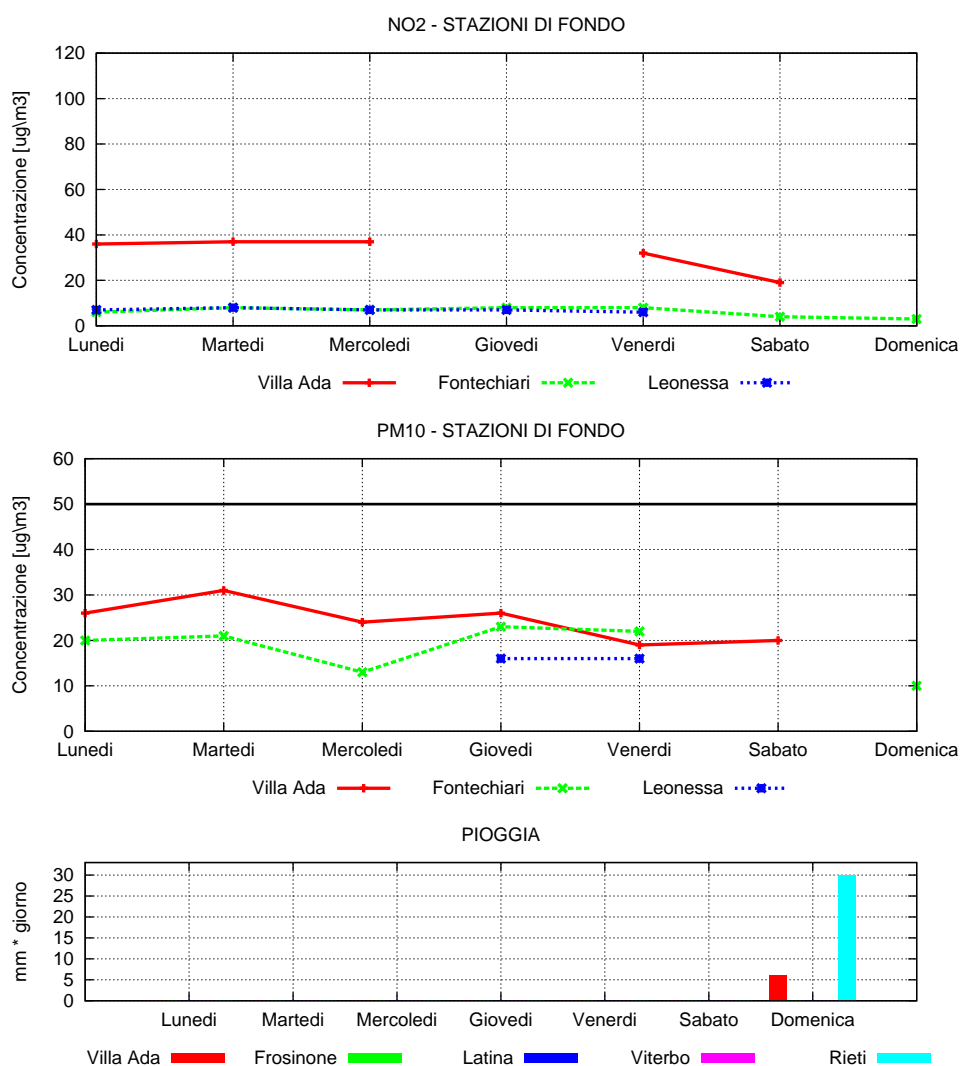 NO2 - STAZIONI DI FONDO
120
100
80
60
40
20
0
Concentrazione [ug\m3]
Lunedi Martedi Mercoledi Giovedi Venerdi Sabato Domenica
Villa Ada Fontechiari Leonessa
PM10 - STAZIONI DI FONDO
60
50
40
30
20
10
0
Concentrazione [ug\m3]
Lunedi Martedi Mercoledi Giovedi Venerdi Sabato Domenica
Villa Ada Fontechiari Leonessa
PIOGGIA
30
25
20
15
10
5
0
mm * giorno
Lunedi Martedi Mercoledi Giovedi Venerdi Sabato Domenica
Villa Ada Frosinone Latina Viterbo Rieti